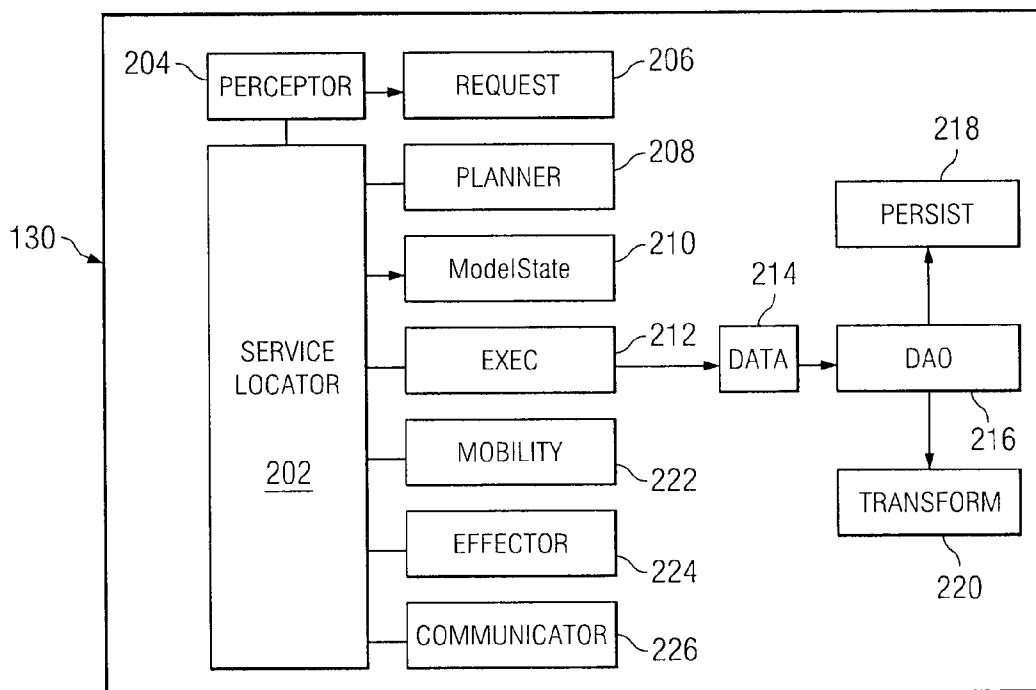 204
PERCEPTOR
REQUEST
206
PLANNER
208
218
PERSIST
130
ModelState
210
214
SERVICE
LOCATOR
202
EXEC
212
DATA
DAO
216
MOBILITY
222
TRANSFORM
220
EFFECTOR
224
COMMUNICATOR
226